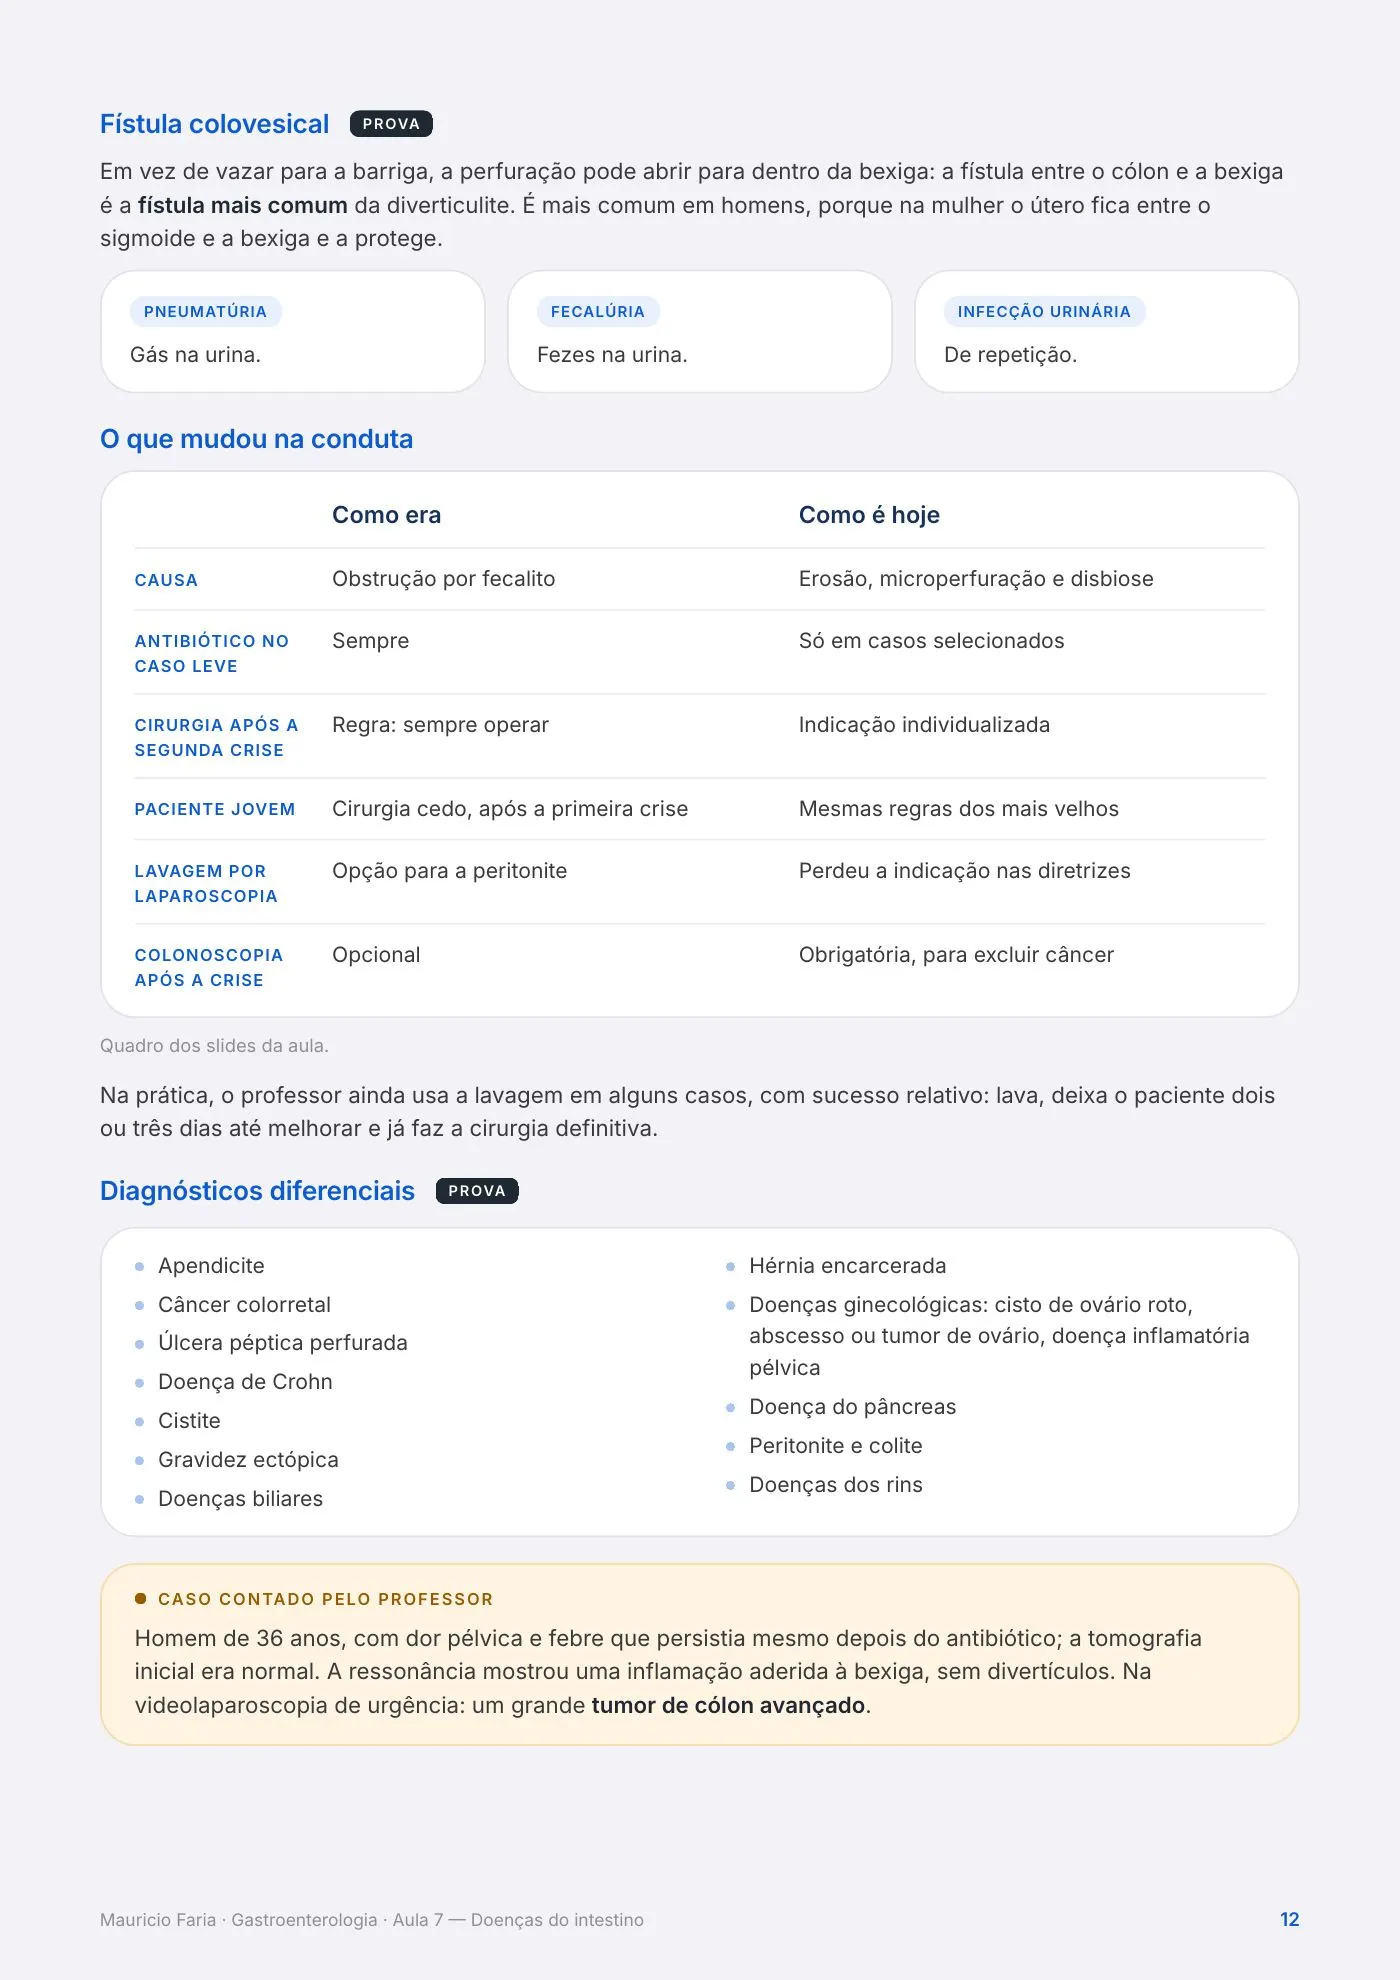 Fístula colovesical PROVA
Em vez de vazar para a barriga, a perfuração pode abrir para dentro da bexiga: a fístula entre o cólon e a bexiga
é a fístula mais comum da diverticulite. É mais comum em homens, porque na mulher o útero fica entre o
sigmoide e a bexiga e a protege.
PNEUMATÚRIA
Gás na urina.
FECALÚRIA
Fezes na urina.
INFECÇÃO URINÁRIA
De repetição.
O que mudou na conduta
Como era Como é hoje
CAUSA Obstrução por fecalito Erosão, microperfuração e disbiose
ANTIBIÓTICO NO Sempre Só em casos selecionados
CASO LEVE
CIRURGIA APÓS A Regra: sempre operar Indicação individualizada
SEGUNDA CRISE
PACIENTE JOVEM Cirurgia cedo, após a primeira crise Mesmas regras dos mais velhos
LAVAGEM POR Opção para a peritonite Perdeu a indicação nas diretrizes
LAPAROSCOPIA
COLONOSCOPIA Opcional Obrigatória, para excluir câncer
APÓS A CRISE
Quadro dos slides da aula.
Na prática, o professor ainda usa a lavagem em alguns casos, com sucesso relativo: lava, deixa o paciente dois
ou três dias até melhorar e já faz a cirurgia definitiva.
Diagnósticos diferenciais PROVA
Apendicite
Câncer colorretal
Úlcera péptica perfurada
Doença de Crohn
Cistite
Gravidez ectópica
Doenças biliares
Hérnia encarcerada
Doenças ginecológicas: cisto de ovário roto,
abscesso ou tumor de ovário, doença inflamatória
pélvica
Doença do pâncreas
Peritonite e colite
Doenças dos rins
CASO CONTADO PELO PROFESSOR
Homem de 36 anos, com dor pélvica e febre que persistia mesmo depois do antibiótico; a tomografia
inicial era normal. A ressonância mostrou uma inflamação aderida à bexiga, sem divertículos. Na
videolaparoscopia de urgência: um grande tumor de cólon avançado.
Mauricio Faria · Gastroenterologia · Aula 7 — Doenças do intestino 12